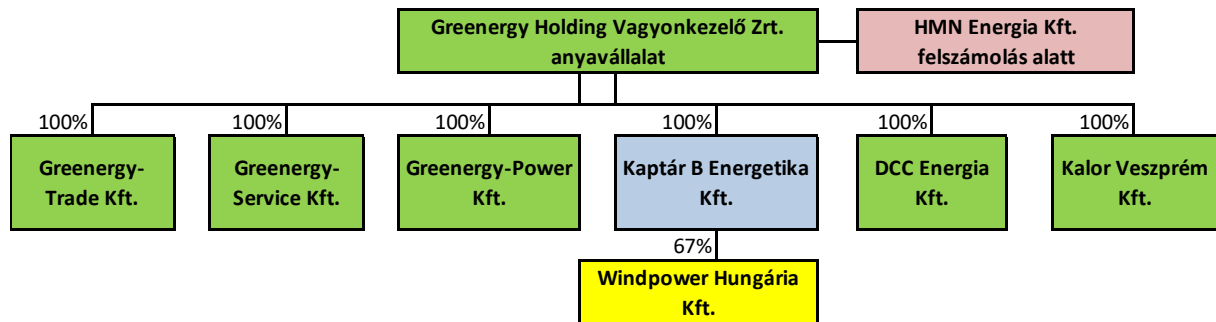 Greenergy Holding Vagyonkezelő Zrt.
anyavállalat
HMN Energia Kft.
felszámolás alatt
100%
100%
100%
100%
100%
100%
Greenergy-
Trade Kft.
Greenergy-
Service Kft.
Greenergy-Power
Kft.
Kaptár B Energetika
Kft.
DCC Energia
Kft.
Kalor Veszprém
Kft.
67%
Windpower Hungária
Kft.